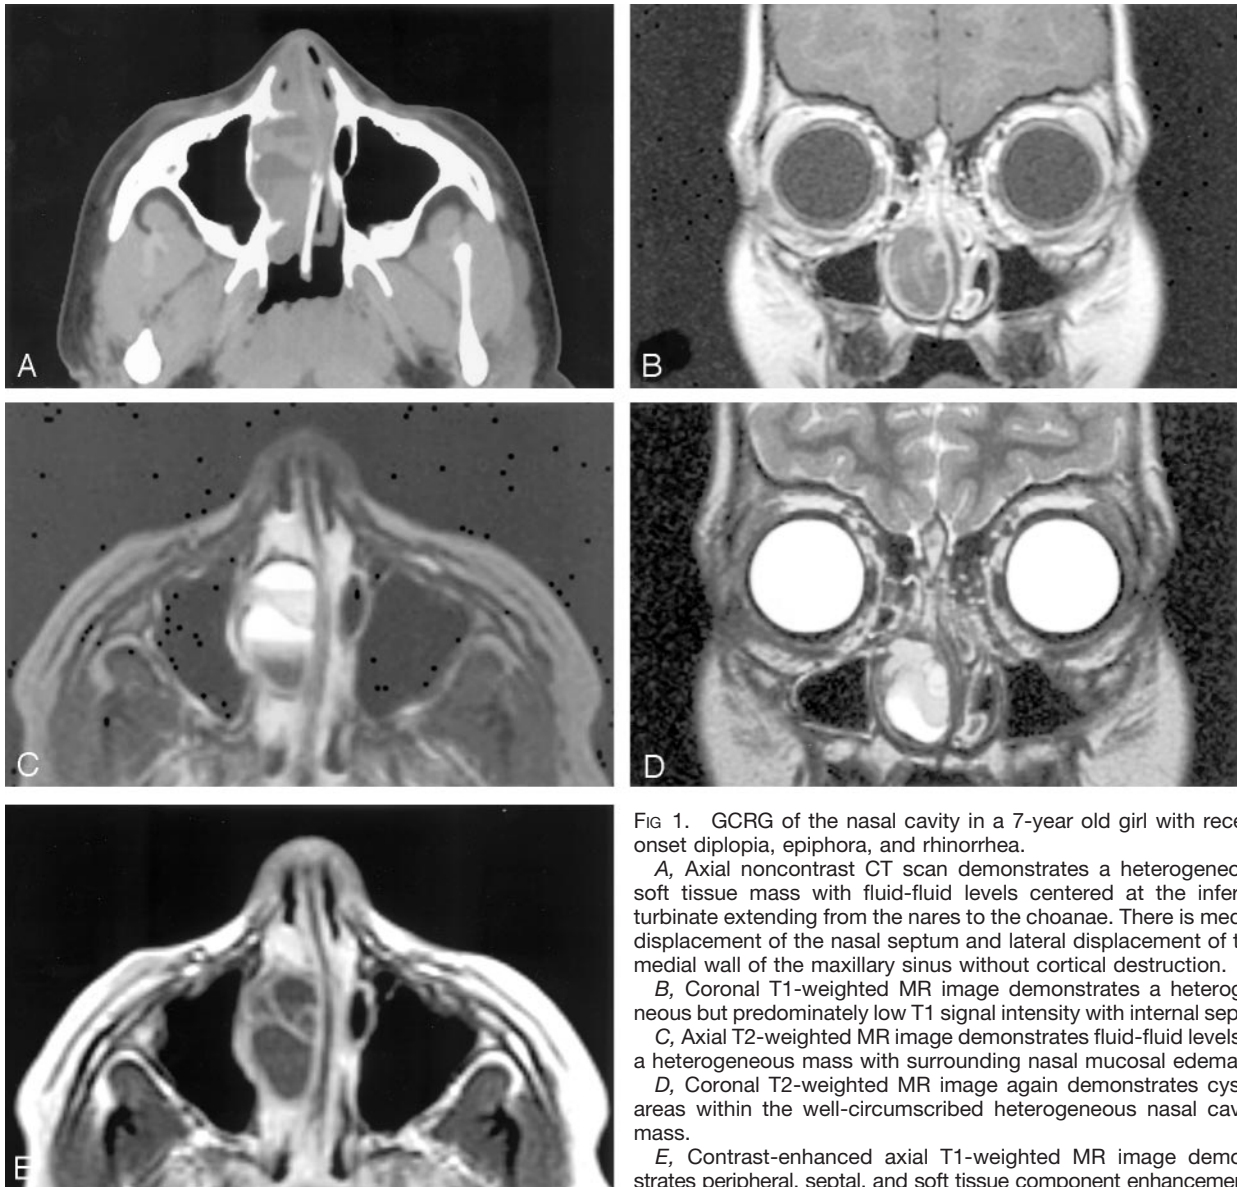 A
B
C
D
E
FIG 1. GCRG of the nasal cavity in a 7-year old girl with rece
onset diplopia, epiphora, and rhinorrhea.
A, Axial noncontrast CT scan demonstrates a heterogeneo
soft tissue mass with fluid-fluid levels centered at the infer
turbinate extending from the nares to the choanae. There is med
displacement of the nasal septum and lateral displacement of t
medial wall of the maxillary sinus without cortical destruction.
B, Coronal T1-weighted MR image demonstrates a heterog
neous but predominately low T1 signal intensity with internal sep
C, Axial T2-weighted MR image demonstrates fluid-fluid levels
a heterogeneous mass with surrounding nasal mucosal edema
D, Coronal T2-weighted MR image again demonstrates cys
areas within the well-circumscribed heterogeneous nasal cav
mass.
E, Contrast-enhanced axial T1-weighted MR image demo
strates peripheral, septal, and soft tissue component enhancemen